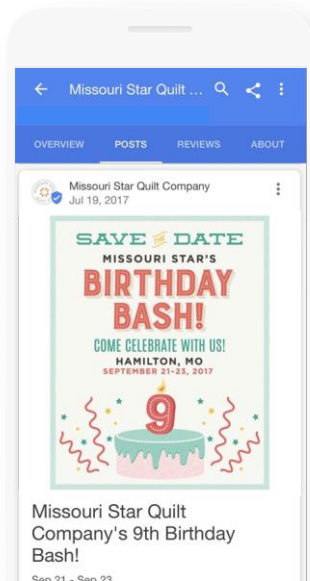 Missouri Star Quilt ...
OVERVIEW POSTS REVIEWS ABOUT
Missouri Star Quilt Company
Jul 19, 2017
SAVE THE DATE
MISSOURI STAR'S
BIRTHDAY
BASH!
COME CELEBRATE WITH US!
HAMILTON, MO
SEPTEMBER 21-23, 2017
9
Missouri Star Quilt
Company's 9th Birthday
Bash!
Sep 21 - Sep 23